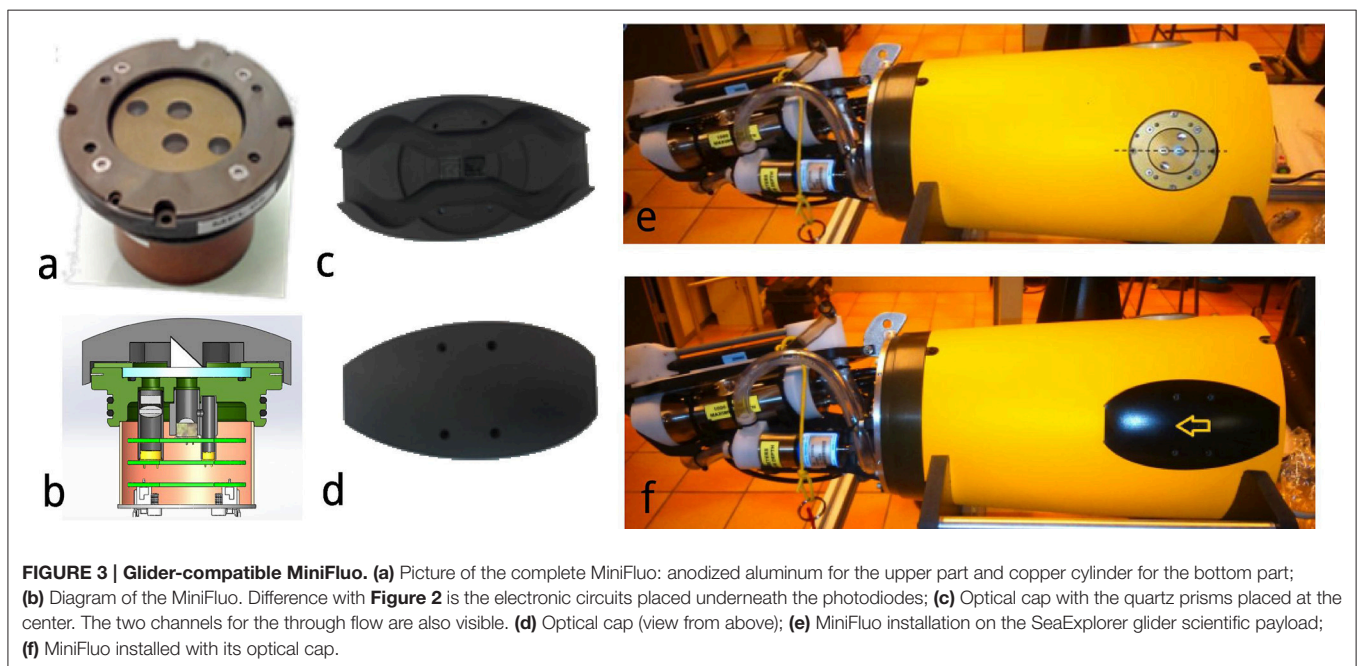 a
b
c
d
e
f
FIGURE 3 | Glider-compatible MiniFluo. (a) Picture of the complete MiniFluo: anodized aluminum for the upper part and copper cylinder for the bottom part;
(b) Diagram of the MiniFluo. Difference with Figure 2 is the electronic circuits placed underneath the photodiodes; (c) Optical cap with the quartz prisms placed at the
center. The two channels for the through flow are also visible. (d) Optical cap (view from above); (e) MiniFluo installation on the SeaExplorer glider scientific payload;
(f) MiniFluo installed with its optical cap.